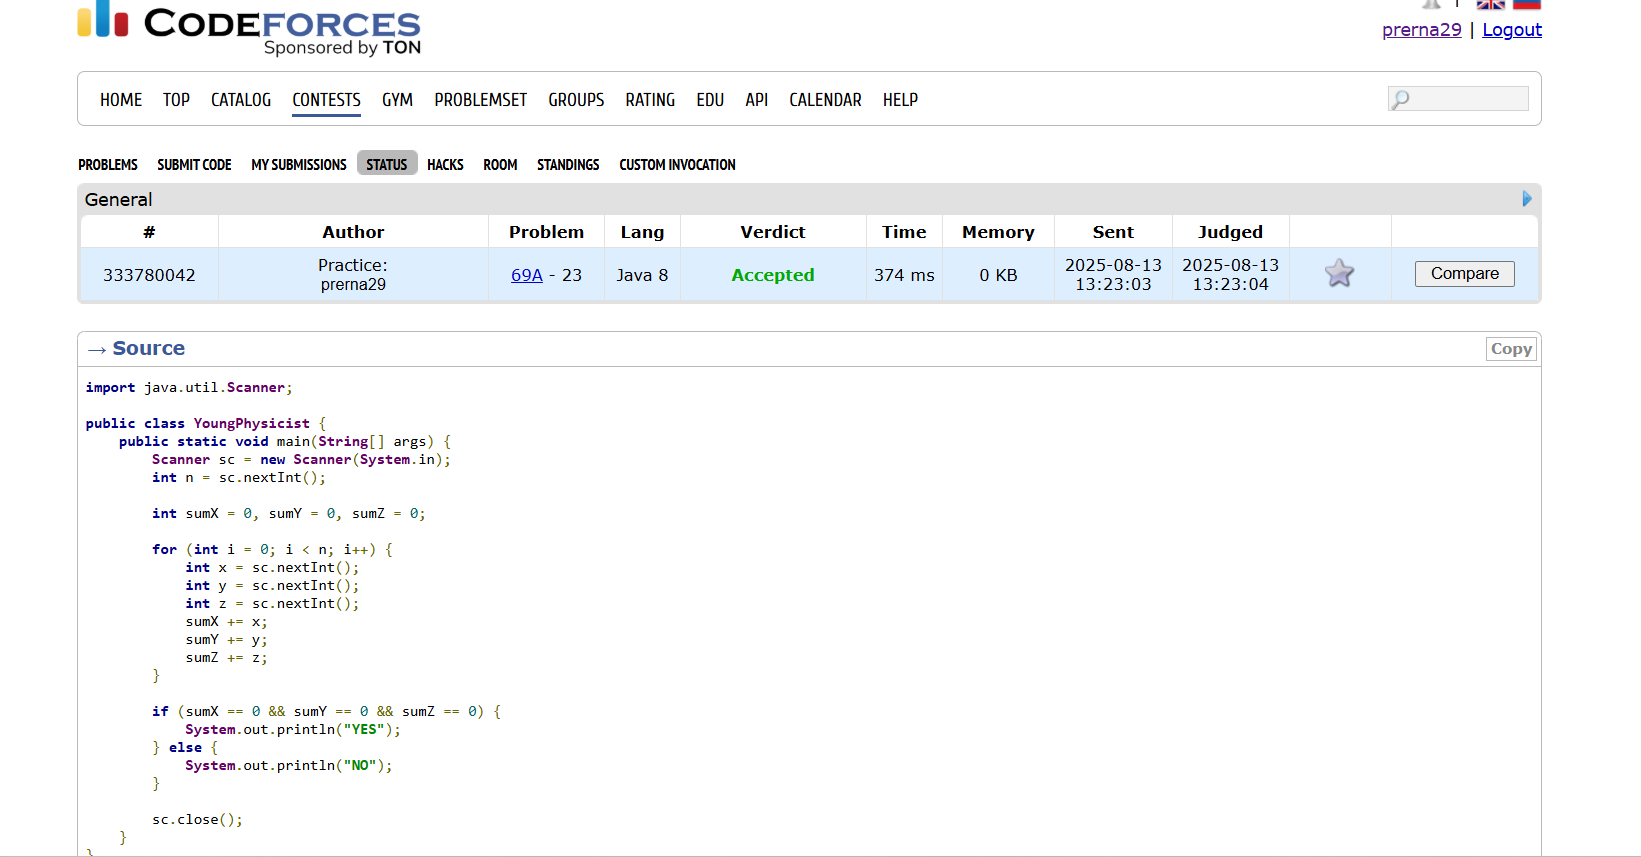 CODEFORCES
Sponsored by TON
prerna29 | Logout
HOME TOP CATALOG CONTESTS GYM PROBLEMSET GROUPS RATING EDU API CALENDAR HELP
PROBLEMS SUBMIT CODE MY SUBMISSIONS STATUS HACKS ROOM STANDINGS CUSTOM INVOCATION
General
# Author Problem Lang Verdict Time Memory Sent Judged
333780042 Practice: prerna29 69A - 23 Java 8 Accepted 374 ms 0 KB 2025-08-13 13:23:03 2025-08-13 13:23:04 Compare
→ Source Copy
import java.util.Scanner;
public class YoungPhysicist {
    public static void main(String[] args) {
        Scanner sc = new Scanner(System.in);
        int n = sc.nextInt();
        int sumX = 0, sumY = 0, sumZ = 0;
        for (int i = 0; i < n; i++) {
            int x = sc.nextInt();
            int y = sc.nextInt();
            int z = sc.nextInt();
            sumX += x;
            sumY += y;
            sumZ += z;
        }
        if (sumX == 0 && sumY == 0 && sumZ == 0) {
            System.out.println("YES");
        } else {
            System.out.println("NO");
        }
        sc.close();
    }
}